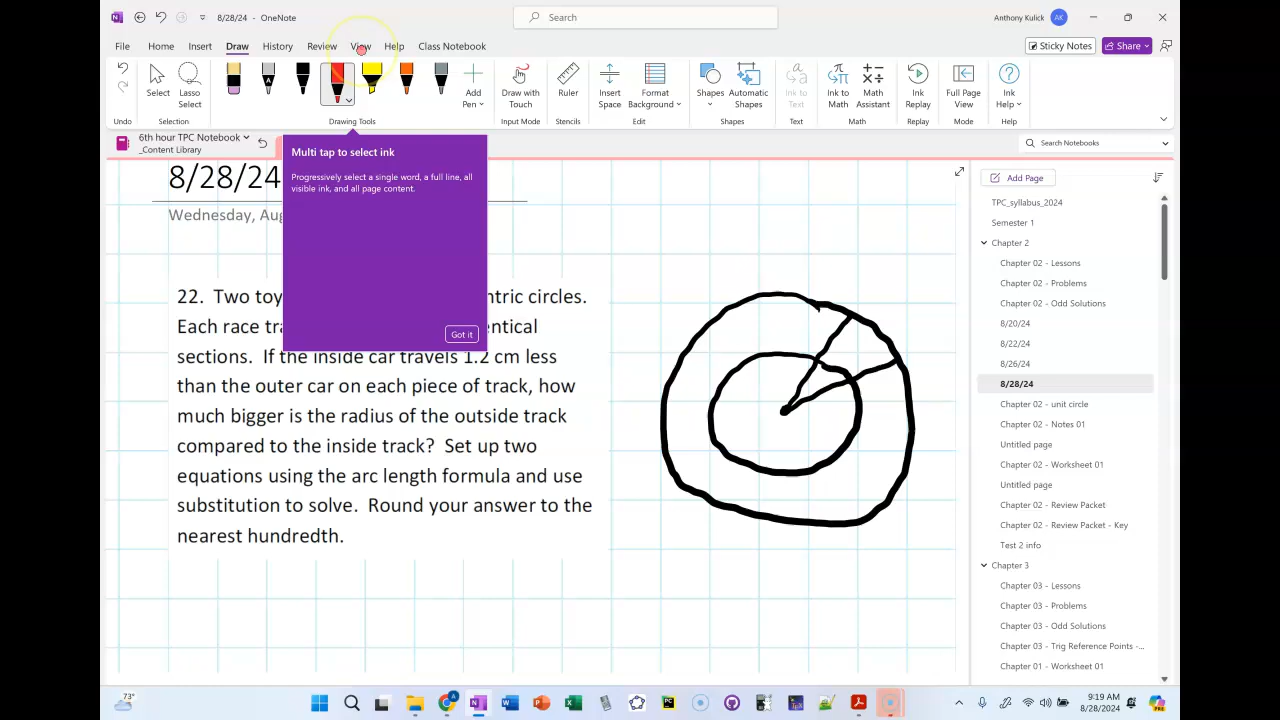 8/28/24 - OneNote
Search
Anthony Kulick
AK
File Home Insert Draw History Review View Help Class Notebook
Sticky Notes
Share
Select
Lasso Select
Add Pen
Draw with Touch
Ruler
Insert Space
Format Background
Shapes
Automatic Shapes
Ink to Text
Ink to Math
Math Assistant
Ink Replay
Full Page View
Ink Help
Undo
Selection
Drawing Tools
Input Mode
Stencils
Edit
Shapes
Text
Math
Replay
Mode
Help
6th hour TPC Notebook
_Content Library
Search Notebooks
Multi tap to select ink
Progressively select a single word, a full line, all
visible ink, and all page content.
Got it
8/28/24
Wednesday, Aug
22. Two toy
ntric circles.
Each race tra
entical
sections. If the inside car travels 1.2 cm less
than the outer car on each piece of track, how
much bigger is the radius of the outside track
compared to the inside track? Set up two
equations using the arc length formula and use
substitution to solve. Round your answer to the
nearest hundredth.
Add Page
TPC_syllabus_2024
Semester 1
Chapter 2
Chapter 02 - Lessons
Chapter 02 - Problems
Chapter 02 - Odd Solutions
8/20/24
8/22/24
8/26/24
8/28/24
Chapter 02 - unit circle
Chapter 02 - Notes 01
Untitled page
Chapter 02 - Worksheet 01
Untitled page
Chapter 02 - Review Packet
Chapter 02 - Review Packet - Key
Test 2 info
Chapter 3
Chapter 03 - Lessons
Chapter 03 - Problems
Chapter 03 - Odd Solutions
Chapter 03 - Trig Reference Points -...
Chapter 01 - Worksheet 01
73°
9:19 AM
8/28/2024